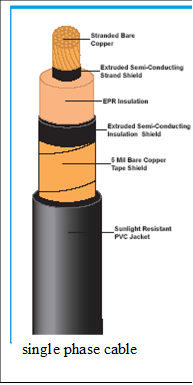 Stranded Bare
Copper
Extruded Semi-Conducting
Strand Shield
EPR Insulation
Extruded Semi-Conducting
Insulation Shield
5 Mil Bare Copper
Tape Shield
Sunlight Resistant
PVC Jacket
single phase cable